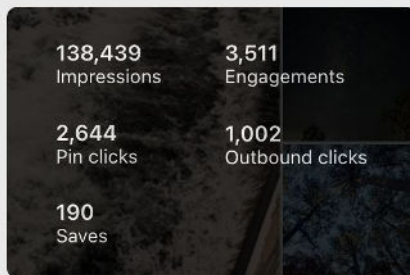 138,439
Impressions
3,511
Engagements
2,644
Pin clicks
1,002
Outbound clicks
190
Saves